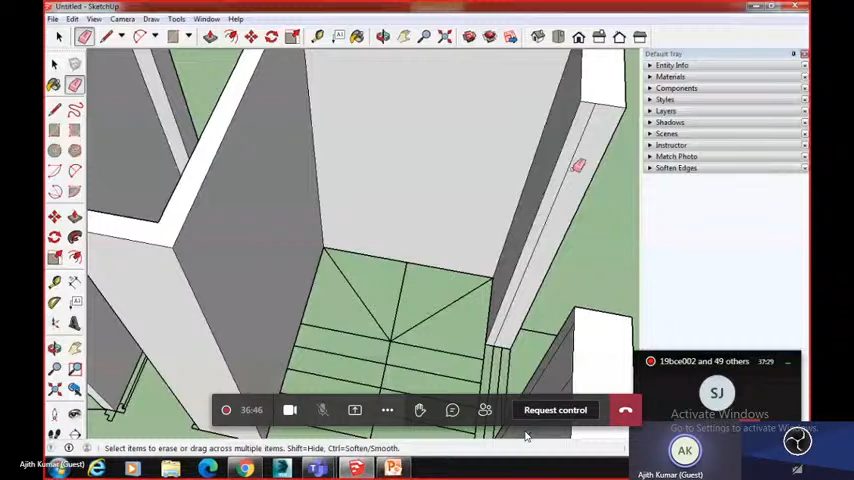 Untitled - SketchUp
File Edit View Camera Draw Tools Window Help
Default Tray
Entity Info
Materials
Components
Styles
Layers
Shadows
Scenes
Instructor
Match Photo
Soften Edges
19bce002 and 49 others 37:29
SJ
Activate Windows
Go to Settings to activate Windows.
36:46 Request control
AK
Ajith Kumar (Guest)
Select items to erase or drag across multiple items. Shift=Hide, Ctrl=Soften/Smooth.
Ajith Kumar (Guest)